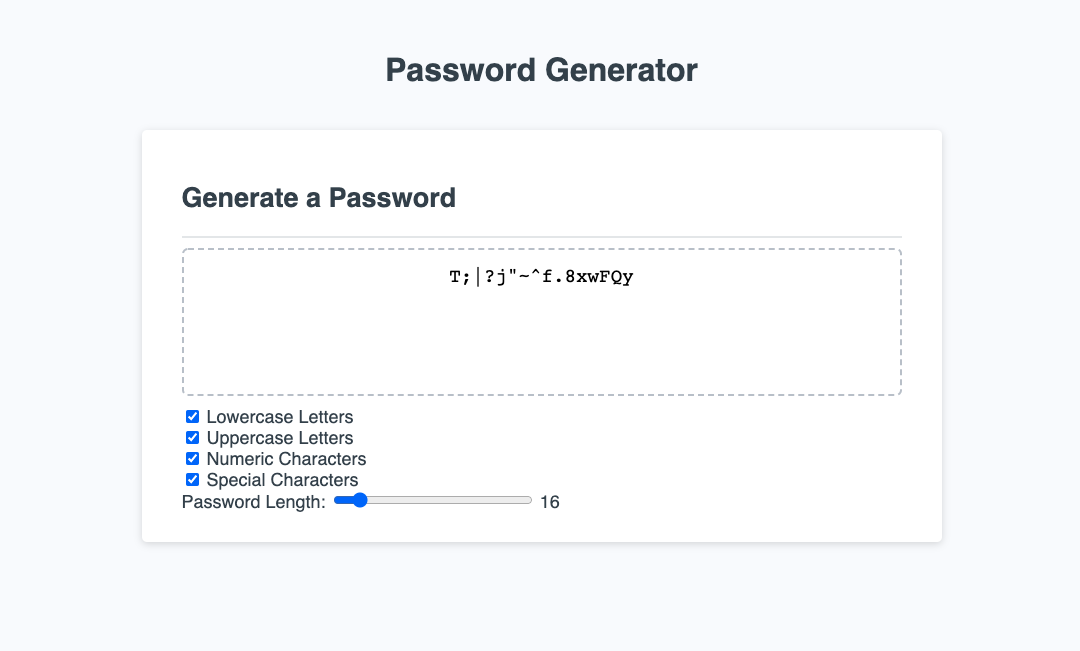 Password Generator
Generate a Password
T;|?j"~^f.8xwFQy
Lowercase Letters
Uppercase Letters
Numeric Characters
Special Characters
Password Length: 16